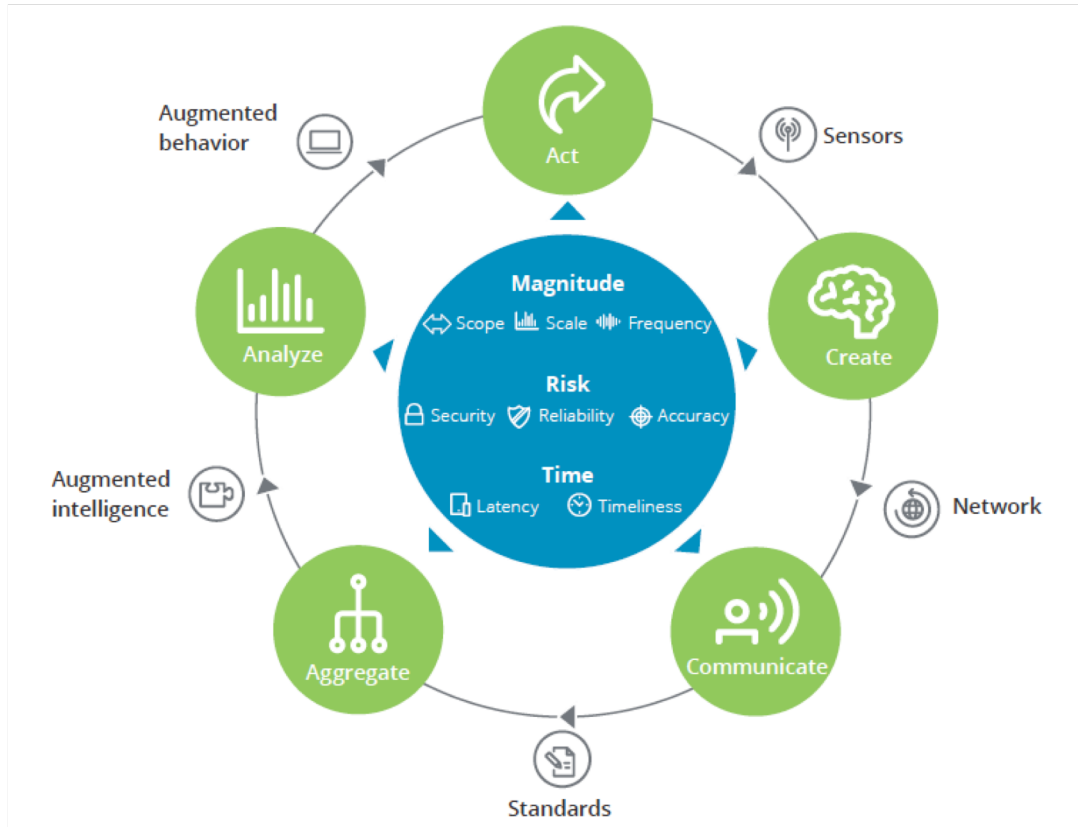 Act
Augmented
behavior
Sensors
Analyze
Create
Magnitude
Scope Scale Frequency
Risk
Security Reliability Accuracy
Time
Latency Timeliness
Augmented
intelligence
Network
Aggregate
Communicate
Standards